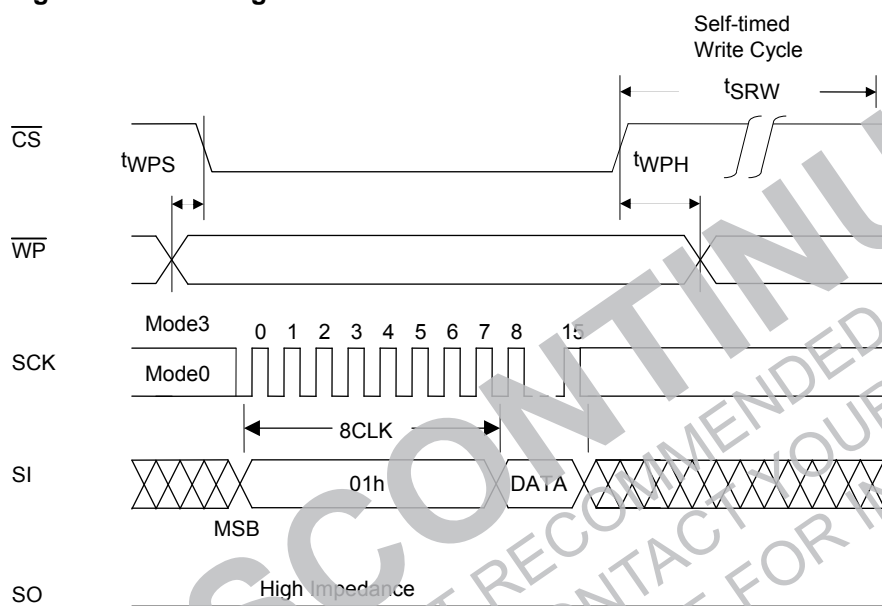 Self-timed
Write Cycle
tSRW
CS
tWPS
tWPH
WP
Mode3
0 1 2 3 4 5 6 7 8 15
SCK
Mode0
8CLK
SI
01h
DATA
MSB
SO
High Impedance